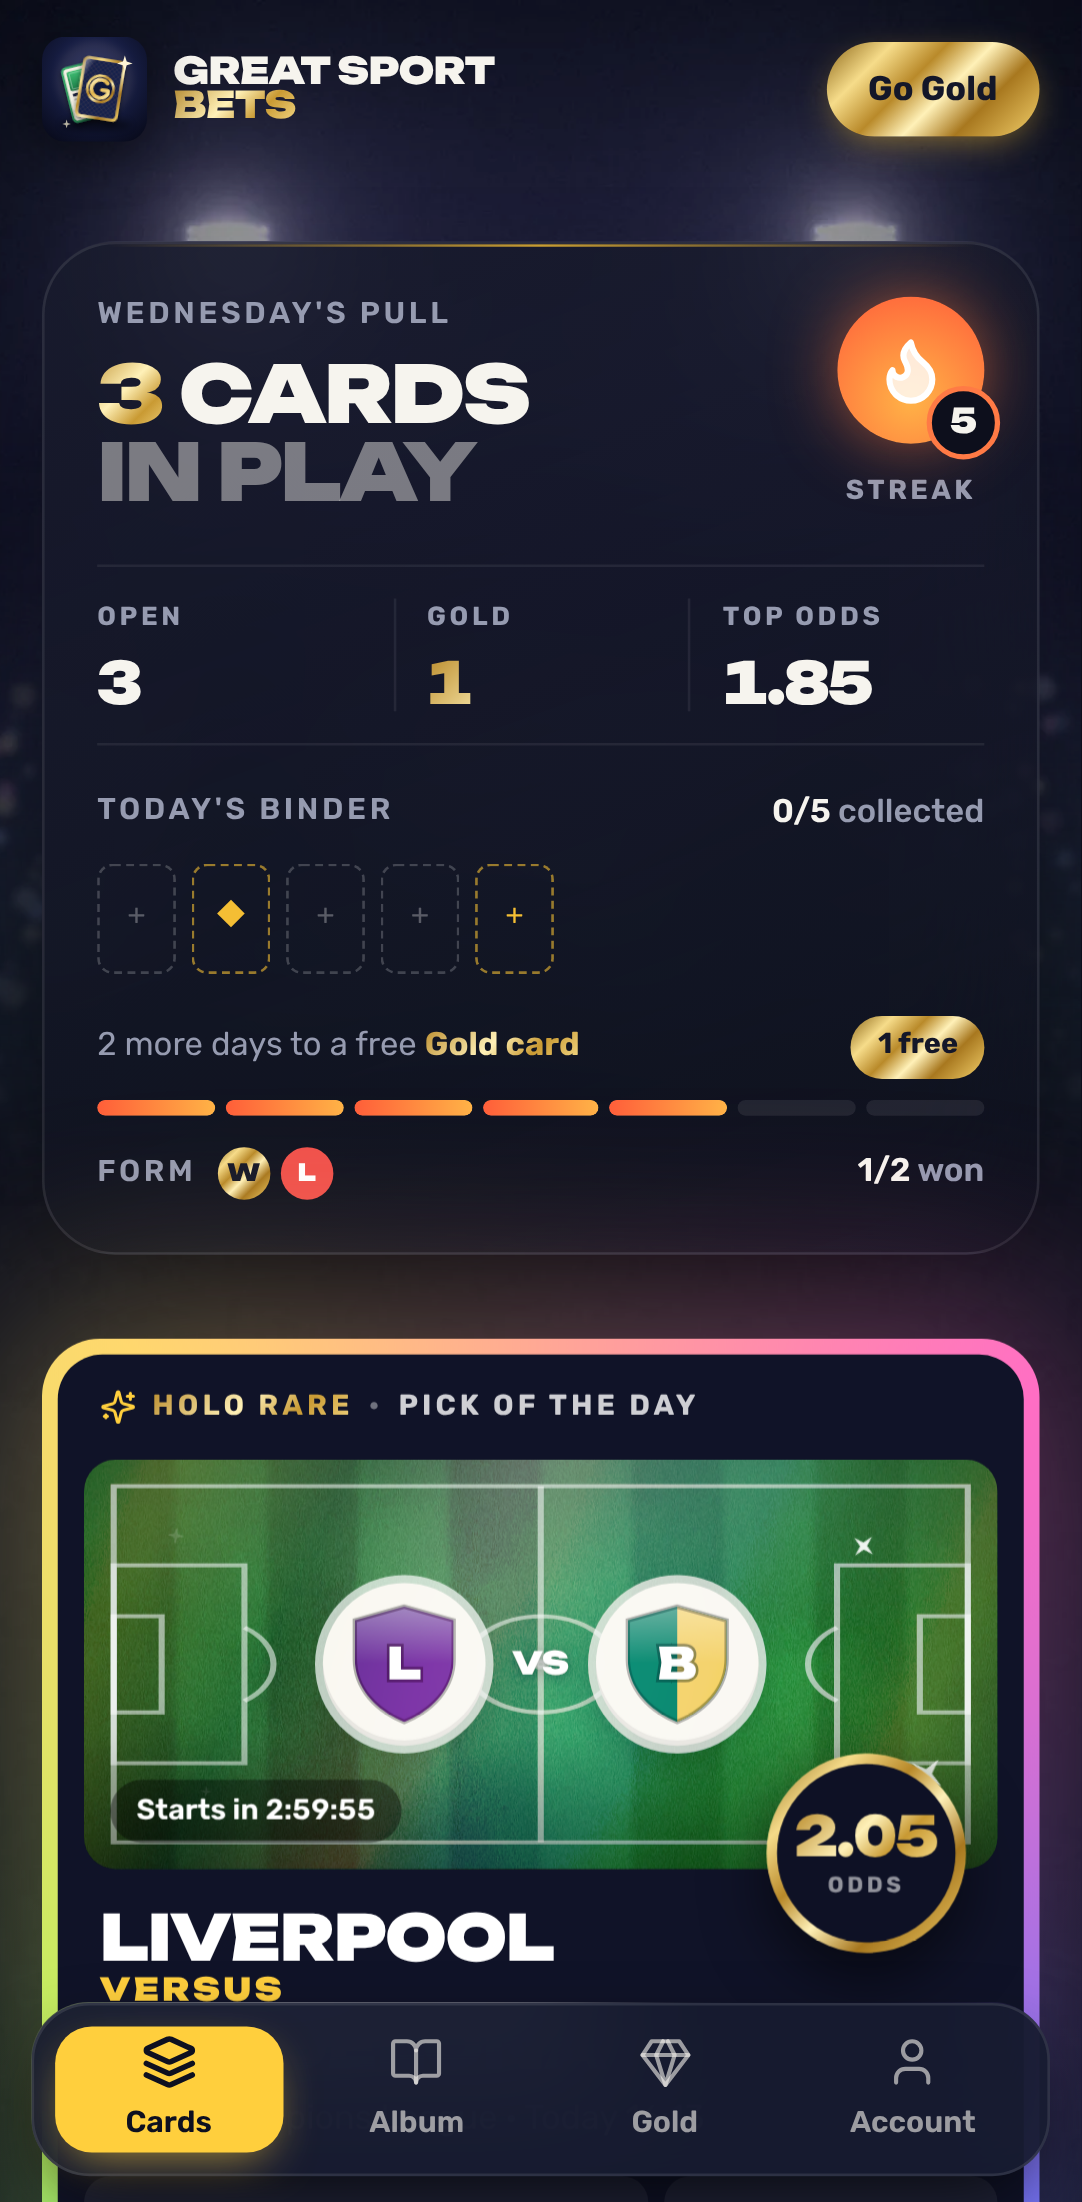 GREAT SPORT
BETS
Go Gold
WEDNESDAY'S PULL
3 CARDS
IN PLAY
5
STREAK
OPEN
GOLD
TOP ODDS
3
1
1.85
TODAY'S BINDER
0/5 collected
2 more days to a free Gold card
1 free
FORM W L
1/2 won
HOLO RARE • PICK OF THE DAY
L VS B
Starts in 2:59:55
2.05
ODDS
LIVERPOOL
VERSUS
Cards
Album
Gold
Account